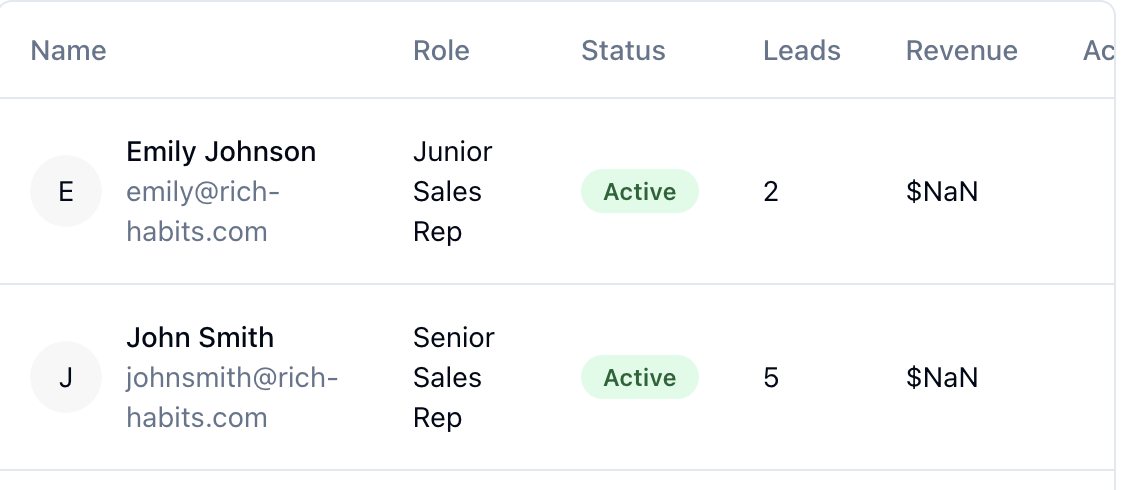 Name Role Status Leads Revenue Ac
Emily Johnson
emily@rich-
habits.com
E
Junior
Sales
Rep
Active
2
$NaN
John Smith
johnsmith@rich-
habits.com
J
Senior
Sales
Rep
Active
5
$NaN